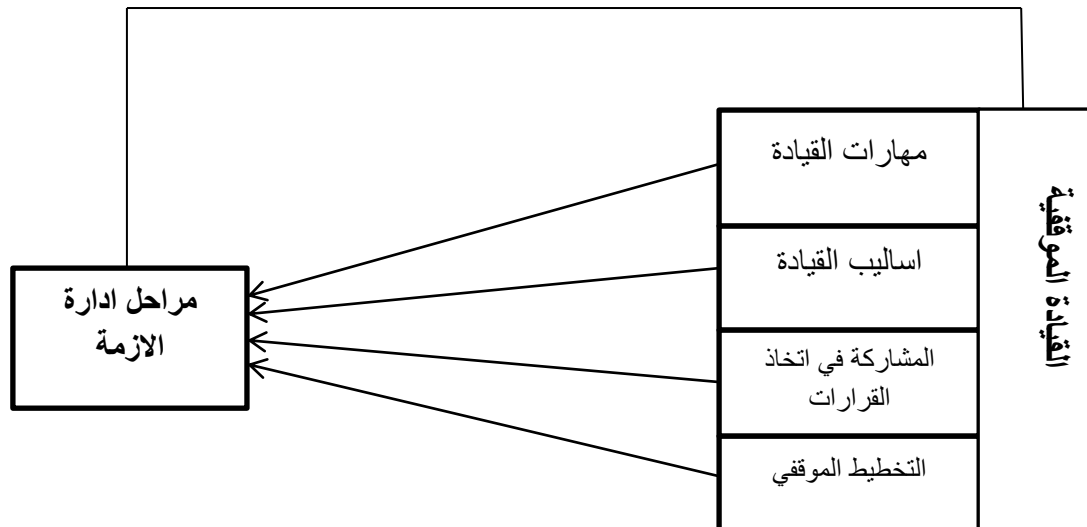 القيادة الموقفية
مهارات القيادة
اساليب القيادة
المشاركة في اتخاذ
القرارات
التخطيط الموقفي
مراحل ادارة
الازمة